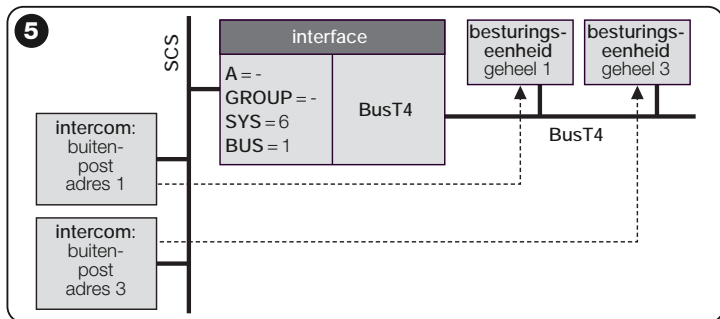 5
SCS
interface
A = -
GROUP = -
SYS = 6
BUS = 1
BusT4
besturings-
eenheid
geheel 1
besturings-
eenheid
geheel 3
BusT4
intercom:
buiten-
post
adres 1
intercom:
buiten-
post
adres 3